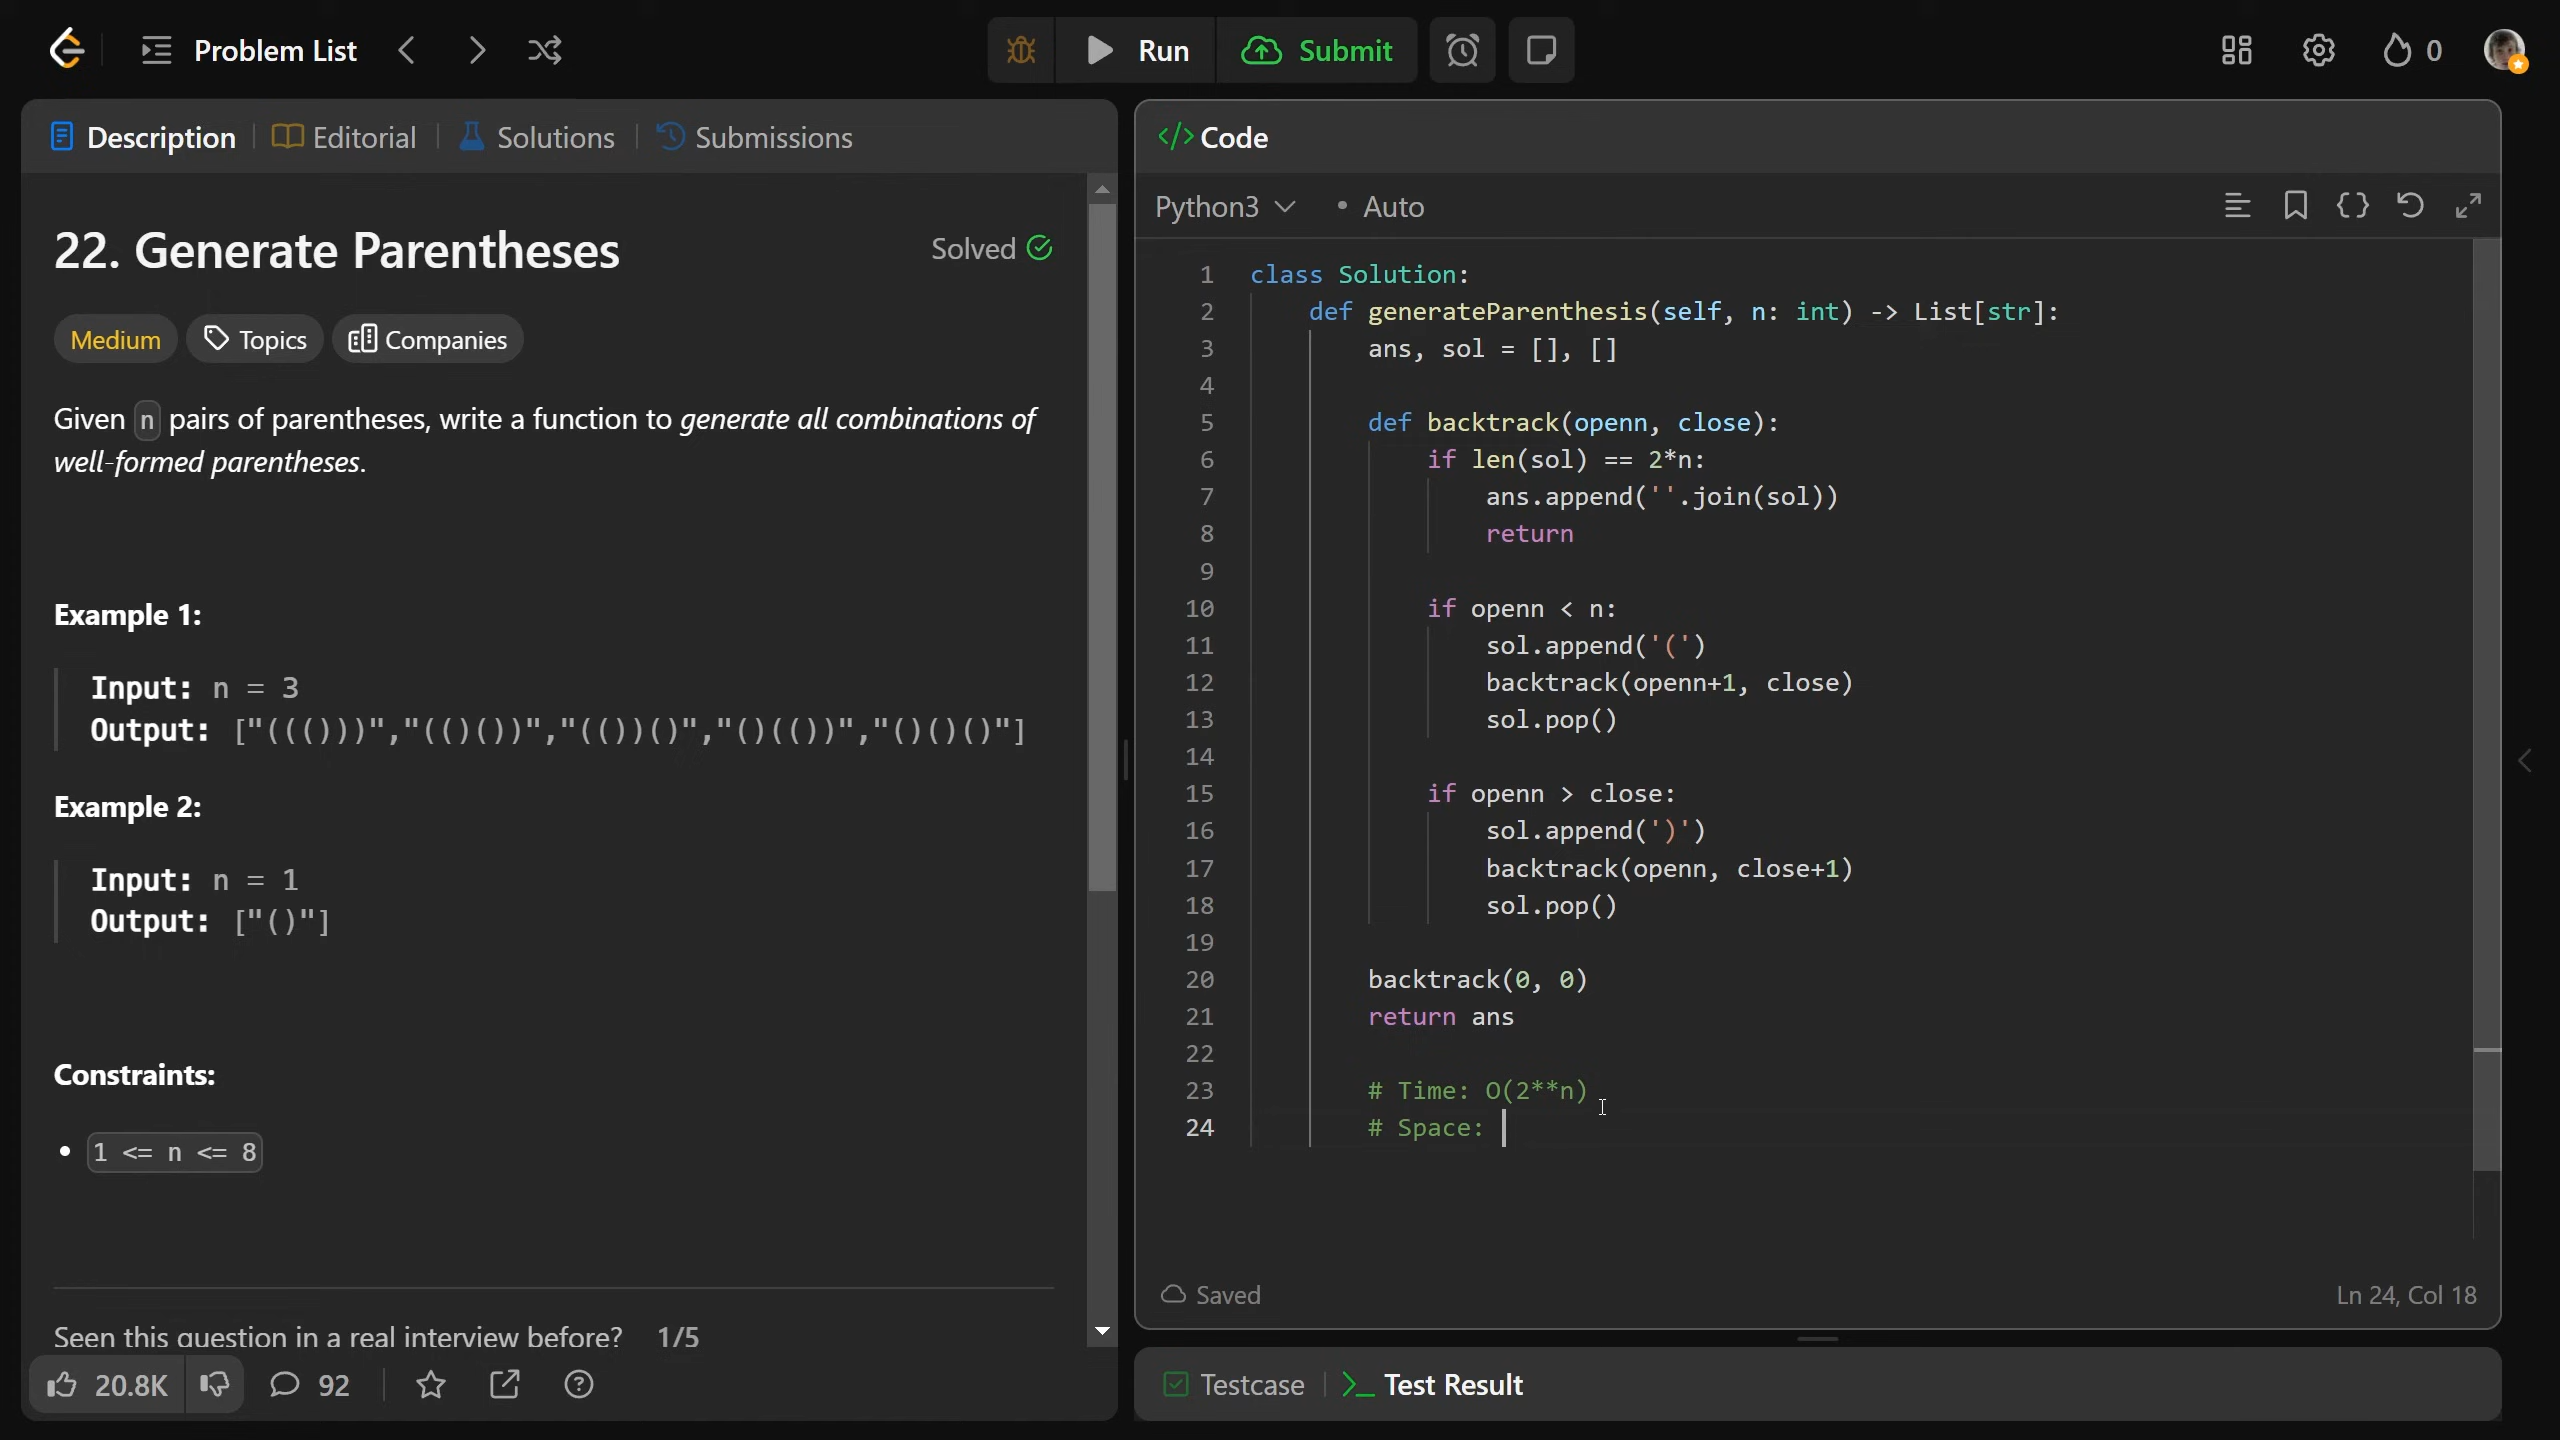 Problem List
Run
Submit
0
Description
Editorial
Solutions
Submissions
22. Generate Parentheses
Solved
Medium
Topics
Companies
Given n pairs of parentheses, write a function to generate all combinations of
well-formed parentheses.
Example 1:
Input: n = 3
Output: ["((()))","(()())","(())()","()(())","()()()"]
Example 2:
Input: n = 1
Output: ["()"]
Constraints:
• 1 <= n <= 8
Seen this question in a real interview before? 1/5
20.8K
92
</> Code
Python3
• Auto
1 class Solution:
2 def generateParenthesis(self, n: int) -> List[str]:
3 ans, sol = [], []
4
5 def backtrack(openn, close):
6 if len(sol) == 2*n:
7 ans.append(''.join(sol))
8 return
9
10 if openn < n:
11 sol.append('(')
12 backtrack(openn+1, close)
13 sol.pop()
14
15 if openn > close:
16 sol.append(')')
17 backtrack(openn, close+1)
18 sol.pop()
19
20 backtrack(0, 0)
21 return ans
22
23 # Time: O(2**n)
24 # Space:
Saved
Ln 24, Col 18
Testcase
Test Result